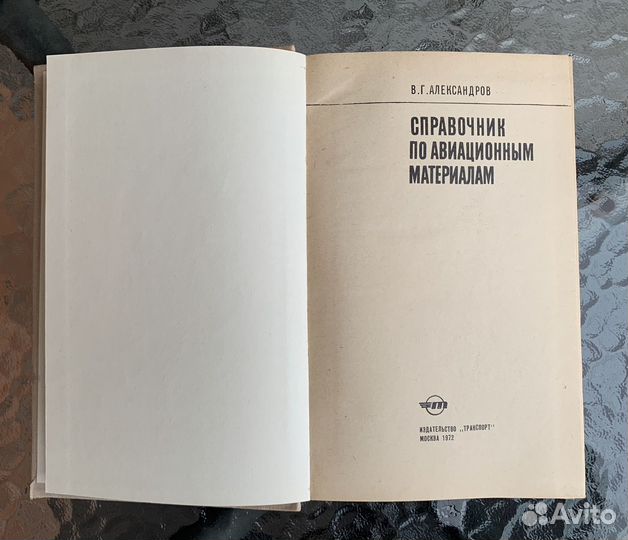 В.Г.АЛЕКСАНДРОВ
СПРАВОЧНИК
ПО АВИАЦИОННЫМ
МАТЕРИАЛАМ
т
ИЗДАТЕЛЬСТВО „ТРАНСПОРТ“
МОСКВА 1972
Avito